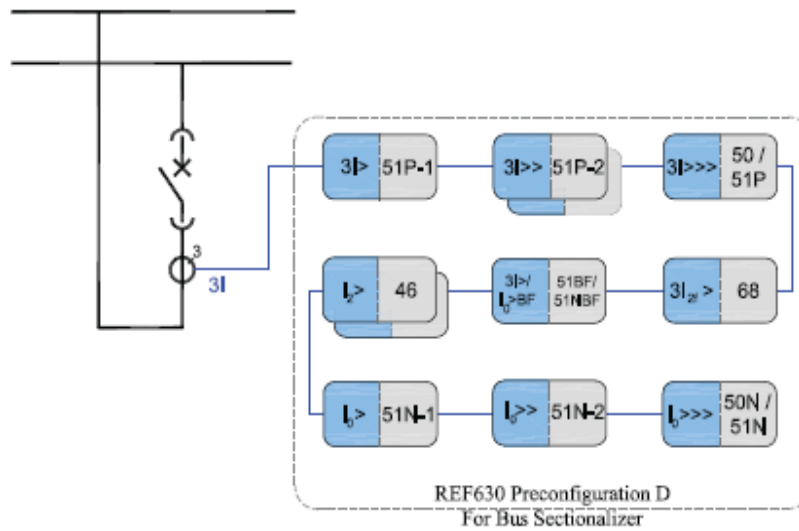 3I> 51P-1
3I>> 51P-2
3I>>> 50 / 51P
3
3I
I2> 46
3I>/ I0>BF 51BF/ 51NBF
3I2f > 68
I0> 51N-1
I0>> 51N-2
I0>>> 50N / 51N
REF630 Preconfiguration D
For Bus Sectionalizer